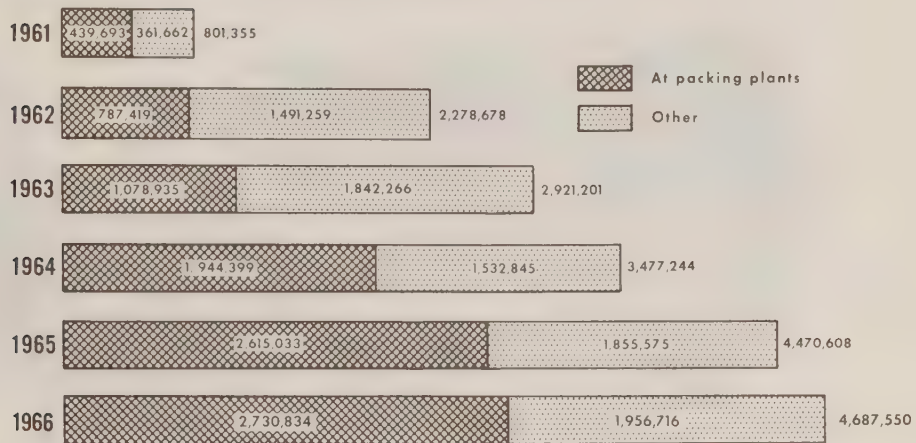 1961 439,693 361,662 801,355
At packing plants
1962 787,419 1,491,259 2,278,678
Other
1963 1,078,935 1,842,266 2,921,201
1964 1 944,399 1,532,845 3,477,244
1965 2,615,033 1,855,575 4,470,608
1966 2,730,834 1,956,716 4,687,550